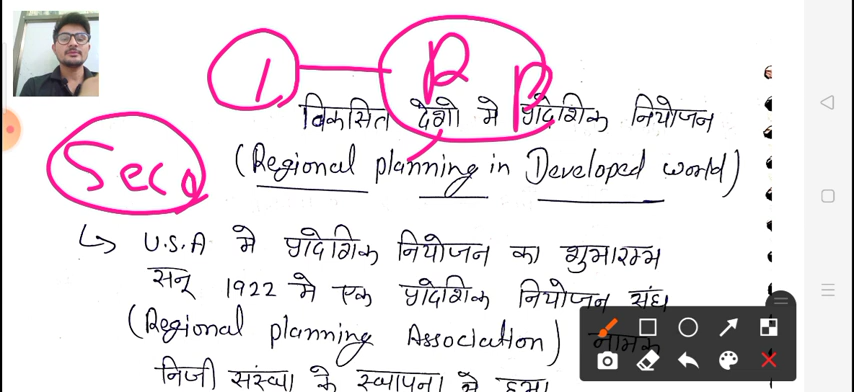 1
R P
विकसित देशो मे प्रादेशिक नियोजन
(Regional planning in Developed world)
Seco
↳ U.S.A मे प्रादेशिक नियोजन का शुभारम्भ
सन् 1922 मे एक प्रादेशिक नियोजन संघ
(Regional planning Association) नामक
निजी संस्था के स्थापना से हुआ